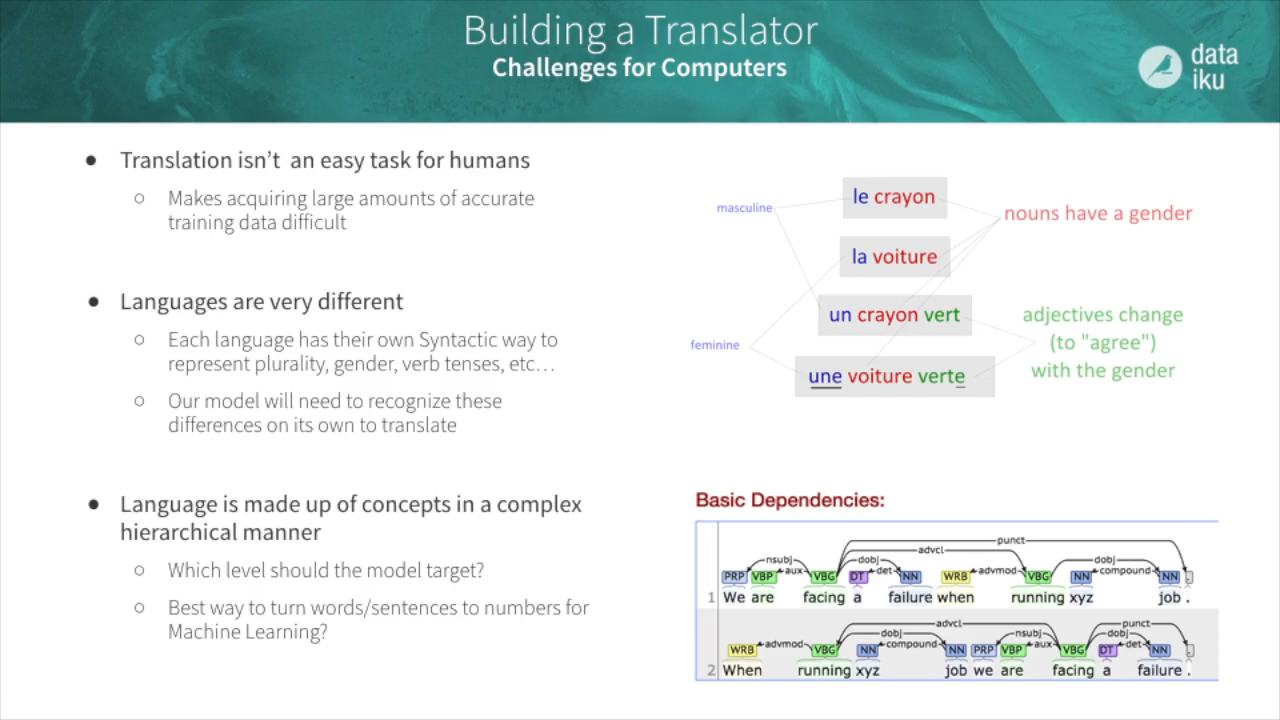 Building a Translator
Challenges for Computers
data
iku
● Translation isn't an easy task for humans
○ Makes acquiring large amounts of accurate
training data difficult
● Languages are very different
○ Each language has their own Syntactic way to
represent plurality, gender, verb tenses, etc…
○ Our model will need to recognize these
differences on its own to translate
● Language is made up of concepts in a complex
hierarchical manner
○ Which level should the model target?
○ Best way to turn words/sentences to numbers for
Machine Learning?
masculine
feminine
le crayon
la voiture
un crayon vert
une voiture verte
nouns have a gender
adjectives change
(to "agree")
with the gender
Basic Dependencies:
punct
advcl
nsubj dobj dobj
aux det advmod compound
PRP VBP VBG DT NN WRB VBG NN NN .
1 We are facing a failure when running xyz job .
advcl punct
dobj nsubj dobj
advmod compound aux det
WRB VBG NN NN PRP VBP VBG DT NN .
2 When running xyz job we are facing a failure .